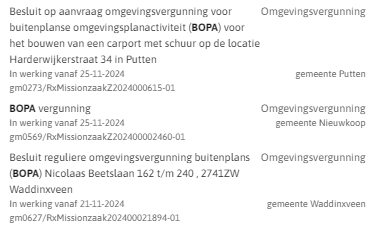 Besluit op aanvraag omgevingsvergunning voor Omgevingsvergunning
buitenplanse omgevingsplanactiviteit (BOPA) voor
het bouwen van een carport met schuur op de locatie
Harderwijkerstraat 34 in Putten
In werking vanaf 25-11-2024 gemeente Putten
gm0273/RxMissionzaakZ2024000615-01
BOPA vergunning Omgevingsvergunning
In werking vanaf 25-11-2024 gemeente Nieuwkoop
gm0569/RxMissionzaakZ202400002460-01
Besluit reguliere omgevingsvergunning buitenplans Omgevingsvergunning
(BOPA) Nicolaas Beetslaan 162 t/m 240 , 2741ZW
Waddinxveen
In werking vanaf 21-11-2024 gemeente Waddinxveen
gm0627/RxMissionzaak202400021894-01